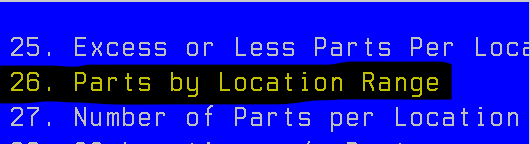 25. Excess or Less Parts Per Loca
26. Parts by Location Range
27. Number of Parts per Location